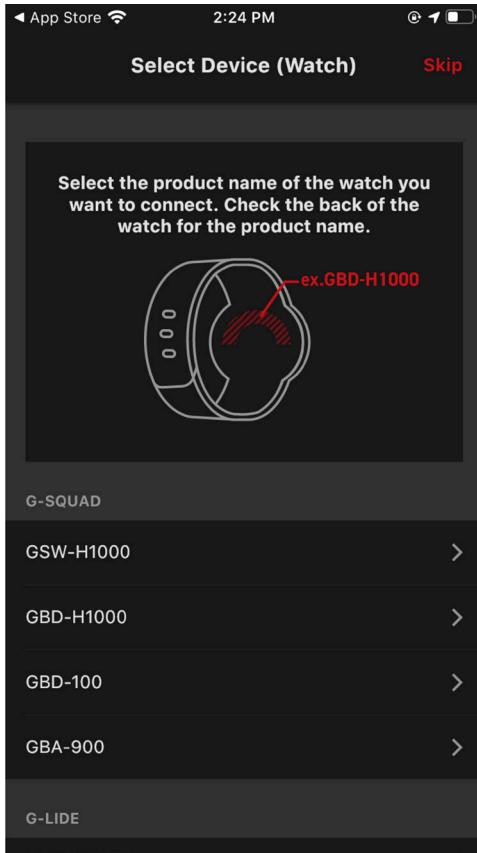 ◀ App Store 2:24 PM
Select Device (Watch) Skip
Select the product name of the watch you
want to connect. Check the back of the
watch for the product name.
ex.GBD-H1000
G-SQUAD
GSW-H1000
GBD-H1000
GBD-100
GBA-900
G-LIDE